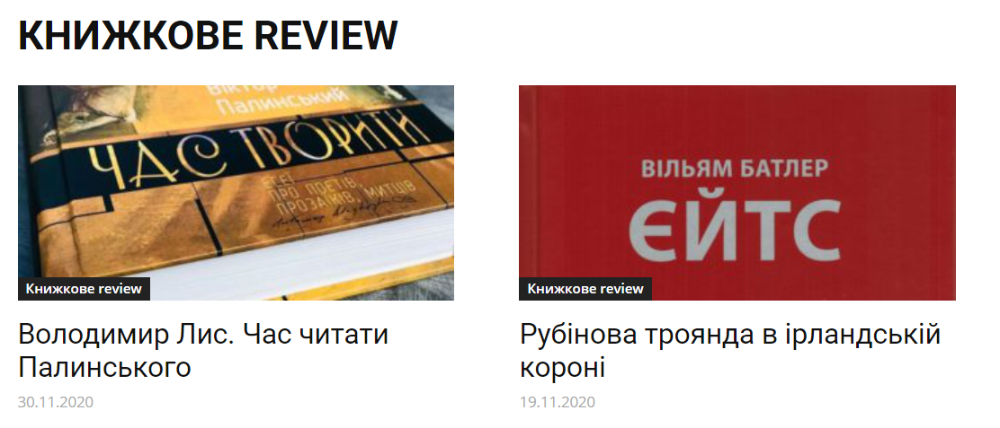 КНИЖКОВЕ REVIEW
Віктор
Палинський
ЧАС ТВОРИТИ
ЕСЕЇ
ПРО ПОЕТІВ,
ПРОЗАЇКІВ, МИТЦІВ
Книжкове review
Володимир Лис. Час читати
Палинського
30.11.2020
ВІЛЬЯМ БАТЛЕР
ЄЙТС
Книжкове review
Рубінова троянда в ірландській
короні
19.11.2020